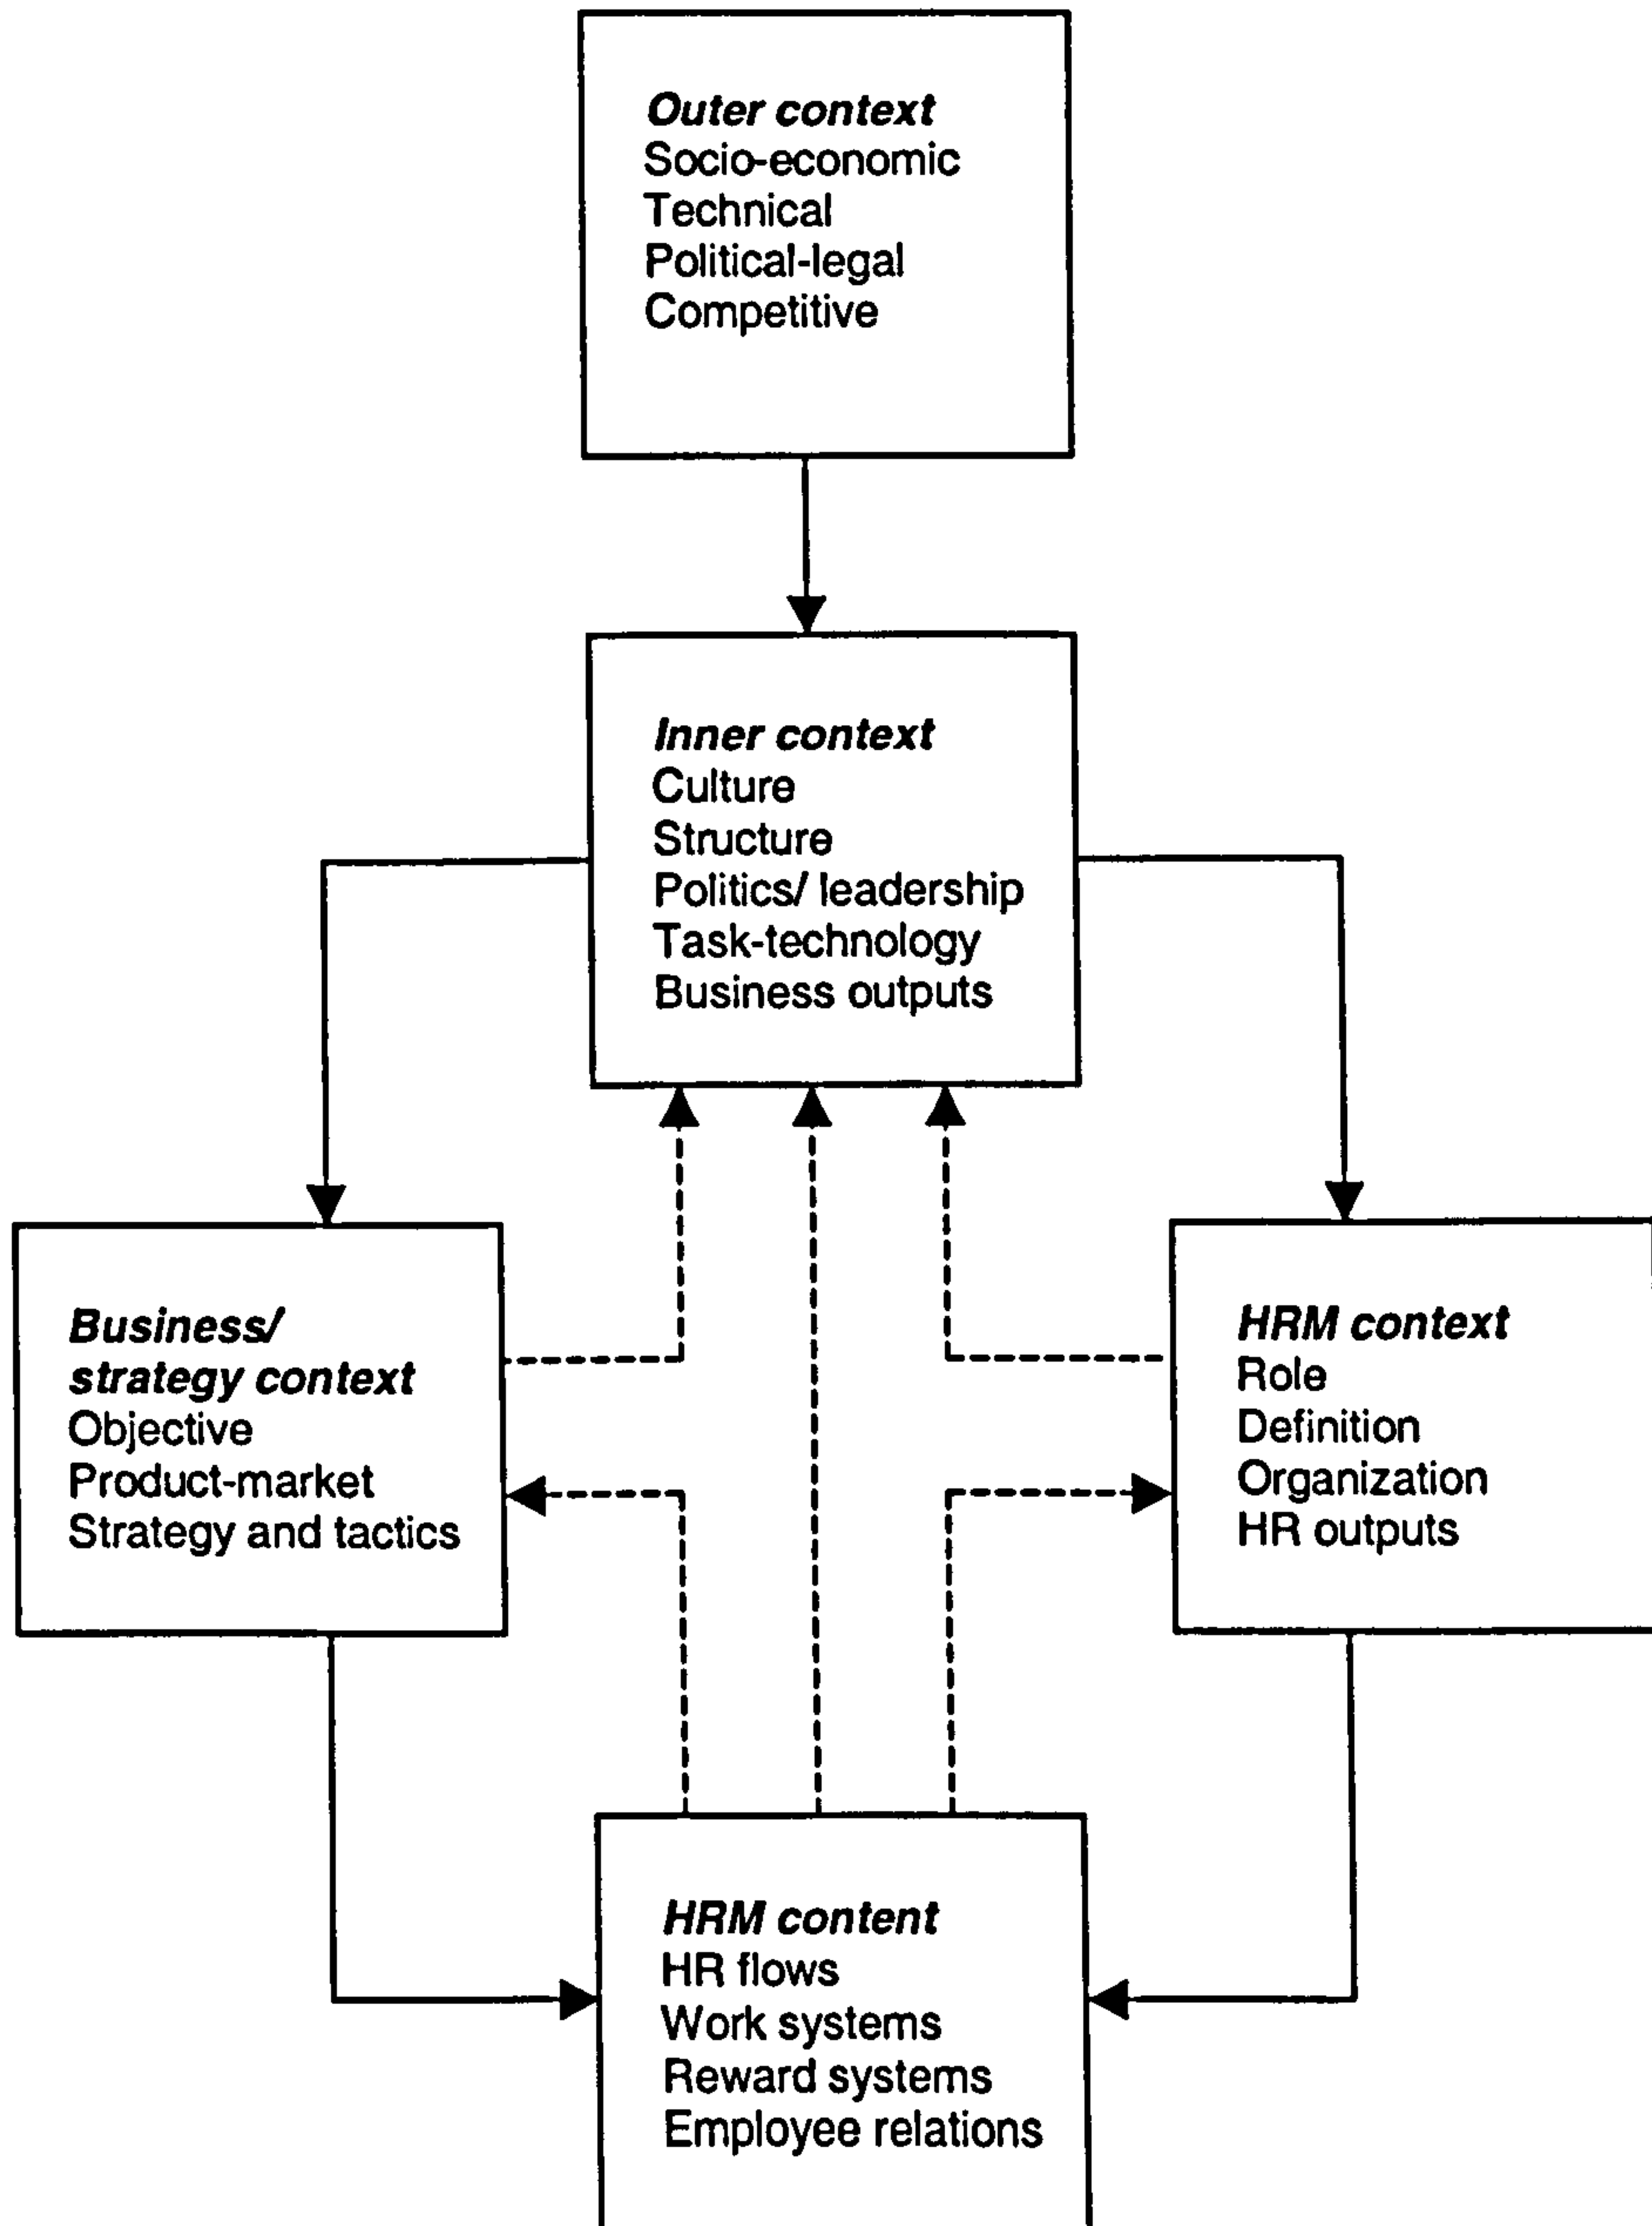 Outer context
Socio-economic
Technical
Political-legal
Competitive
Inner context
Culture
Structure
Politics/ leadership
Task-technology
Business outputs
Business/
strategy context
Objective
Product-market
Strategy and tactics
HRM context
Role
Definition
Organization
HR outputs
HRM content
HR flows
Work systems
Reward systems
Employee relations